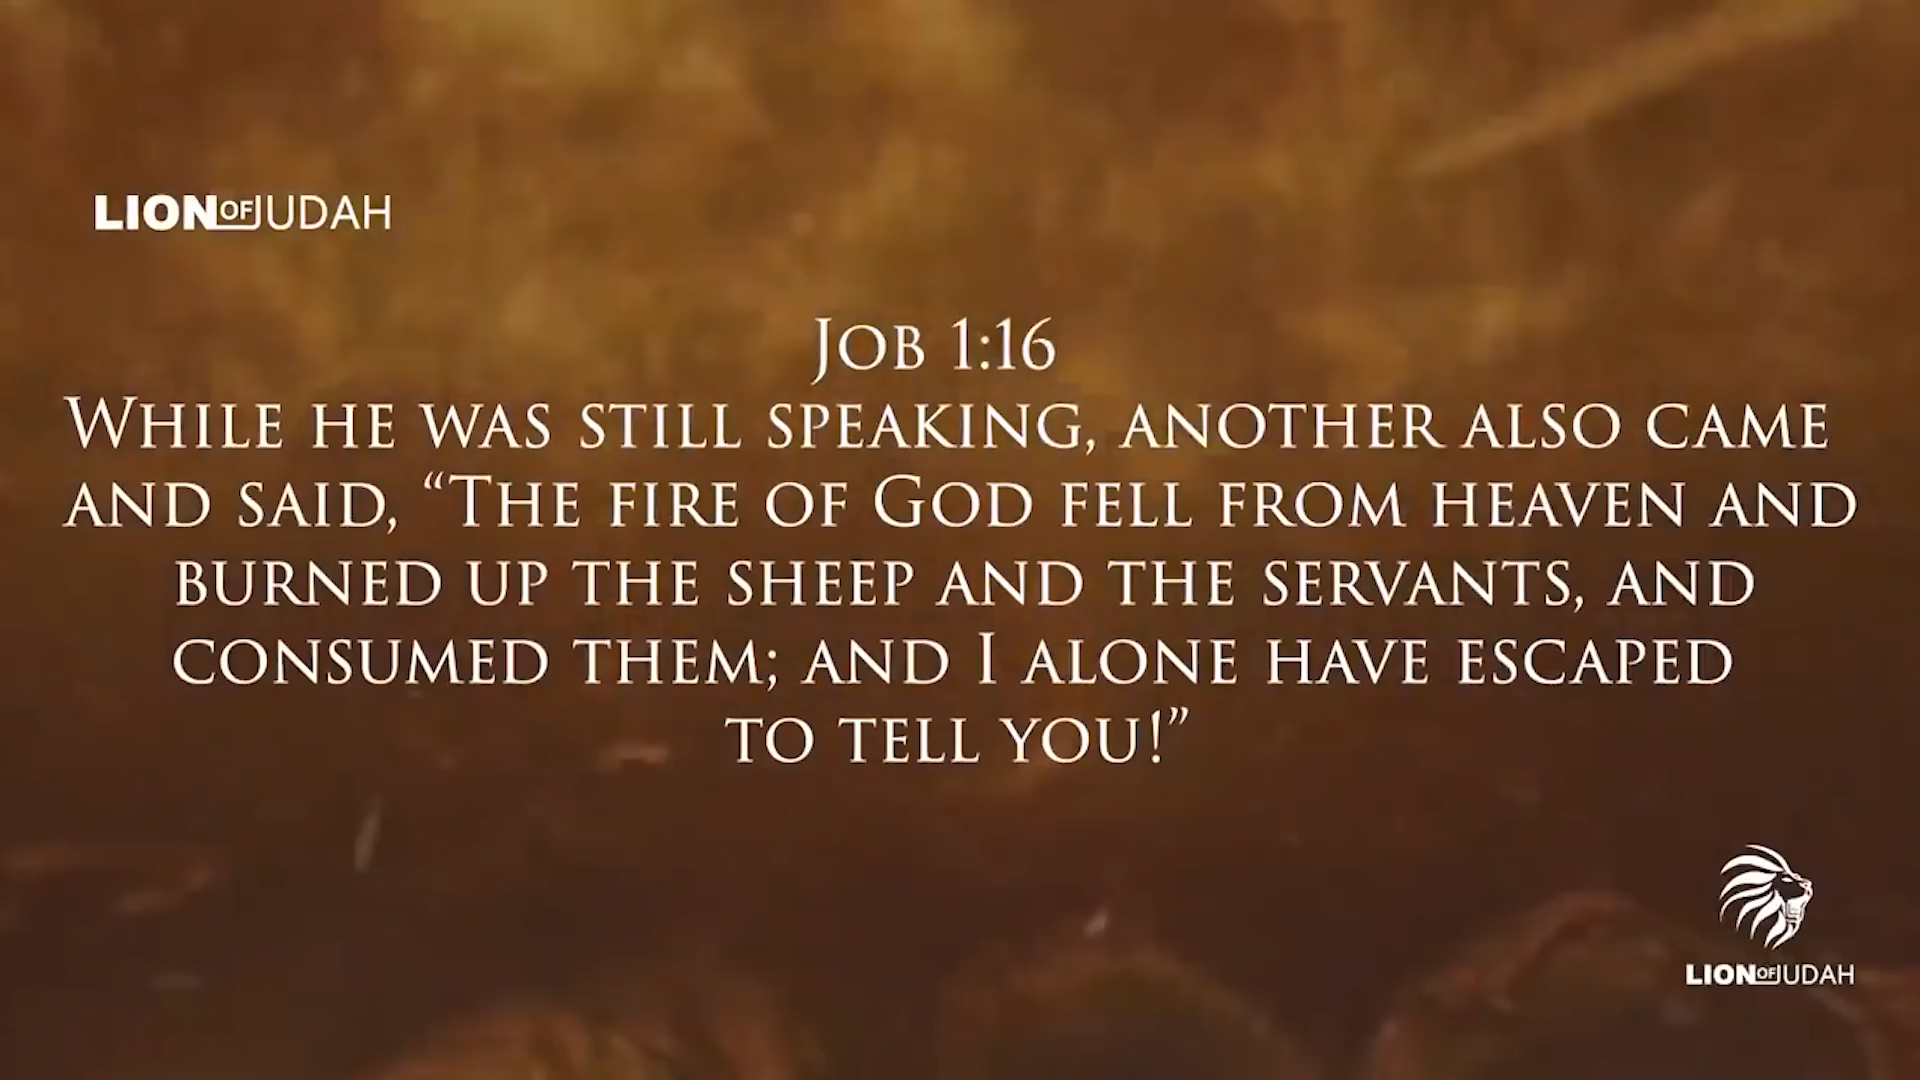 LION OF JUDAH
Job 1:16
While he was still speaking, another also came
and said, “The fire of God fell from heaven and
burned up the sheep and the servants, and
consumed them; and I alone have escaped
to tell you!”
LION OF JUDAH